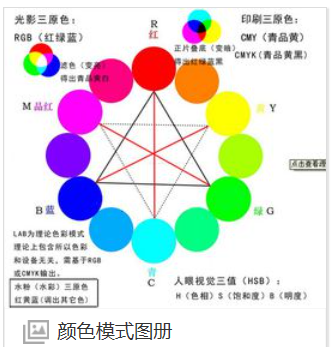 光影三原色:
RGB（红绿蓝）
滤色（变亮）
得出青品黄白
R
红
印刷三原色:
CMY（青品黄）
CMYK(青品黄黑)
正片叠底（变暗）
得出红绿蓝黑
M 品红
黄 Y
点击查看
B 蓝
绿 G
青
C
LAB为理论色彩模式
理论上包含所以色彩
和设备无关，需基于RGB
或CMYK输出。
水粉（水彩）三原色
红黄蓝(调出其它色)
人眼视觉三值（HSB）:
H（色相）S（饱和度）B（明度）
颜色模式图册